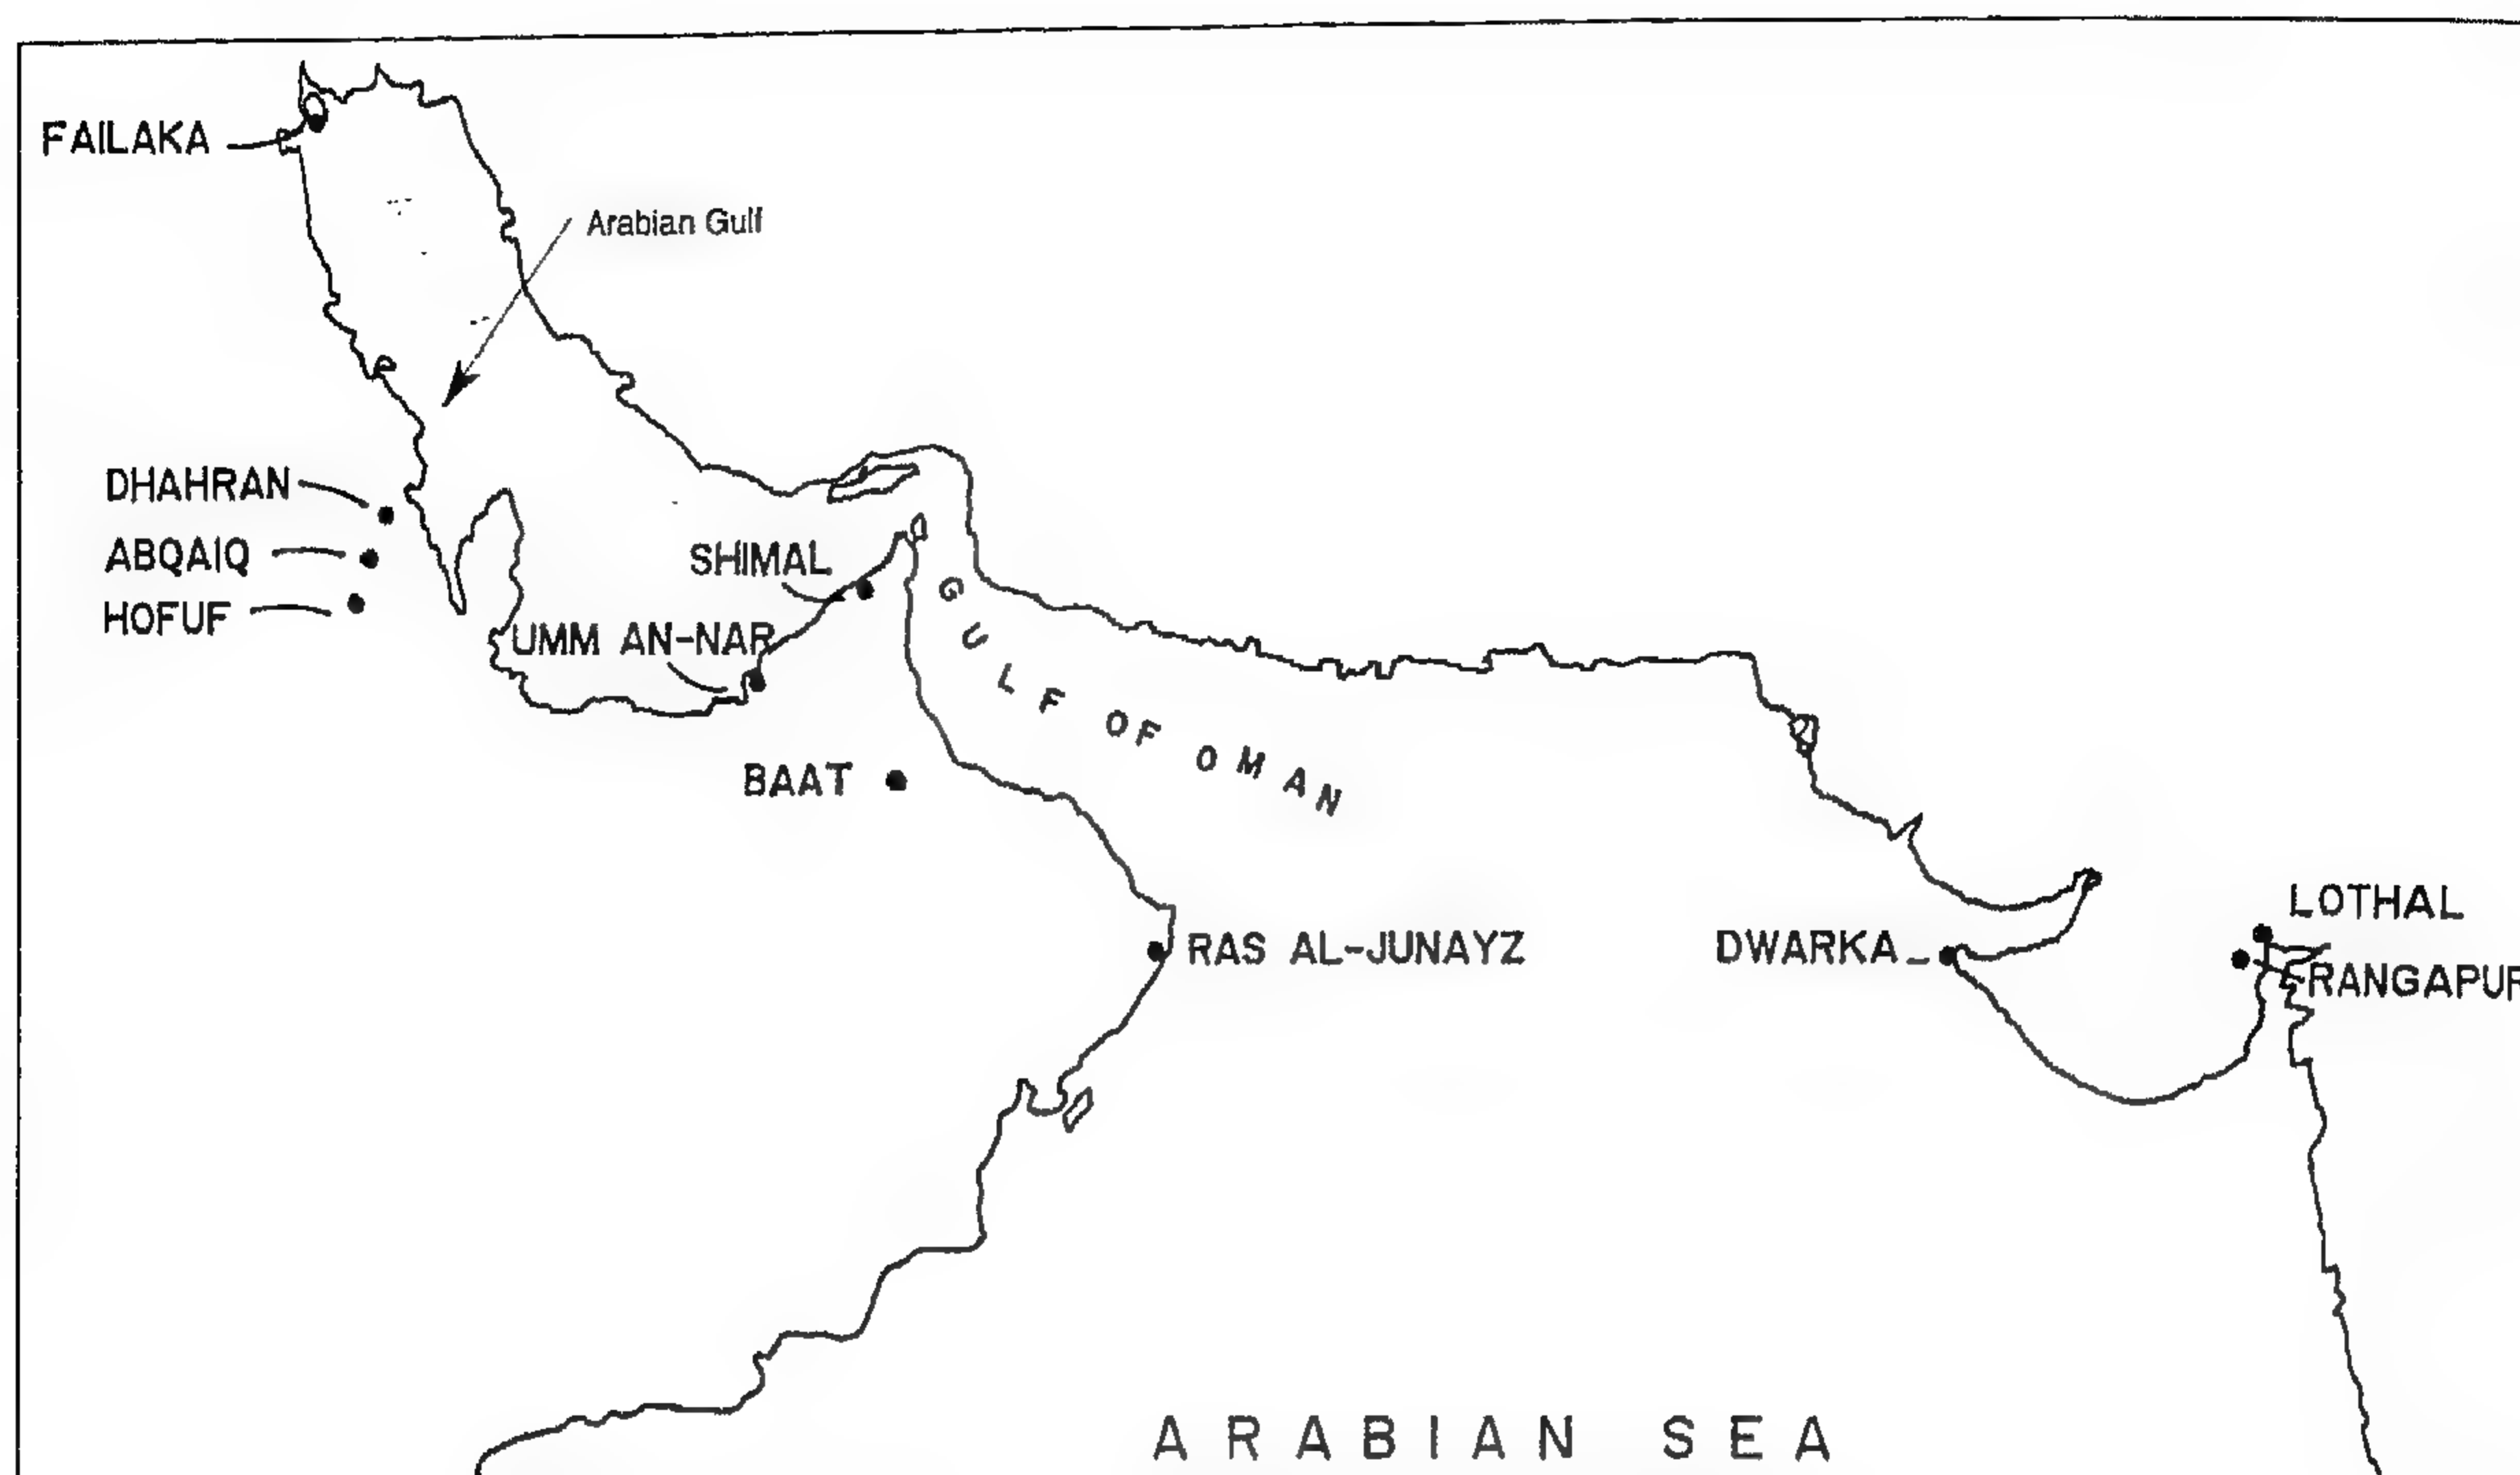 FAILAKA
Arabian Gulf
DHAHRAN
ABQAIQ
HOFUF
SHIMAL
UMM AN-NAR
GULF OF OMAN
BAAT
RAS AL-JUNAYZ
DWARKA
LOTHAL
RANGAPUR
ARABIAN SEA